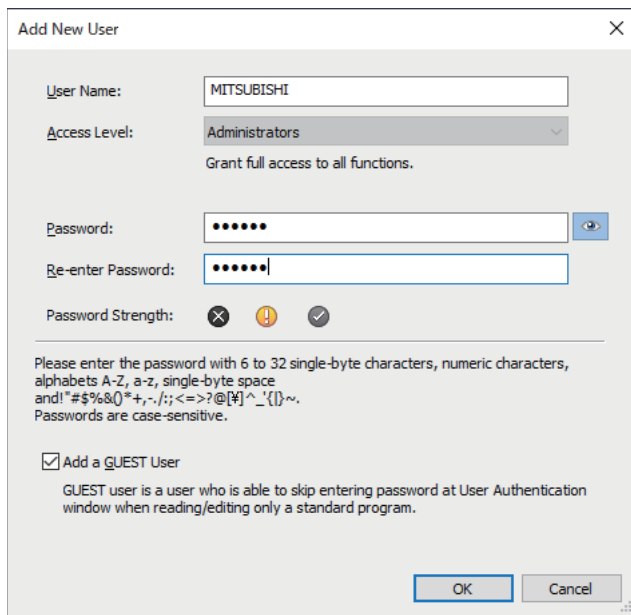 Add New User
User Name: MITSUBISHI
Access Level: Administrators
Grant full access to all functions.
Password: ••••••
Re-enter Password: ••••••
Password Strength:
Please enter the password with 6 to 32 single-byte characters, numeric characters,
alphabets A-Z, a-z, single-byte space
and!"#$%&()*+,-./:;<=>?@[¥]^_'{|}~.
Passwords are case-sensitive.
Add a GUEST User
GUEST user is a user who is able to skip entering password at User Authentication
window when reading/editing only a standard program.
OK Cancel